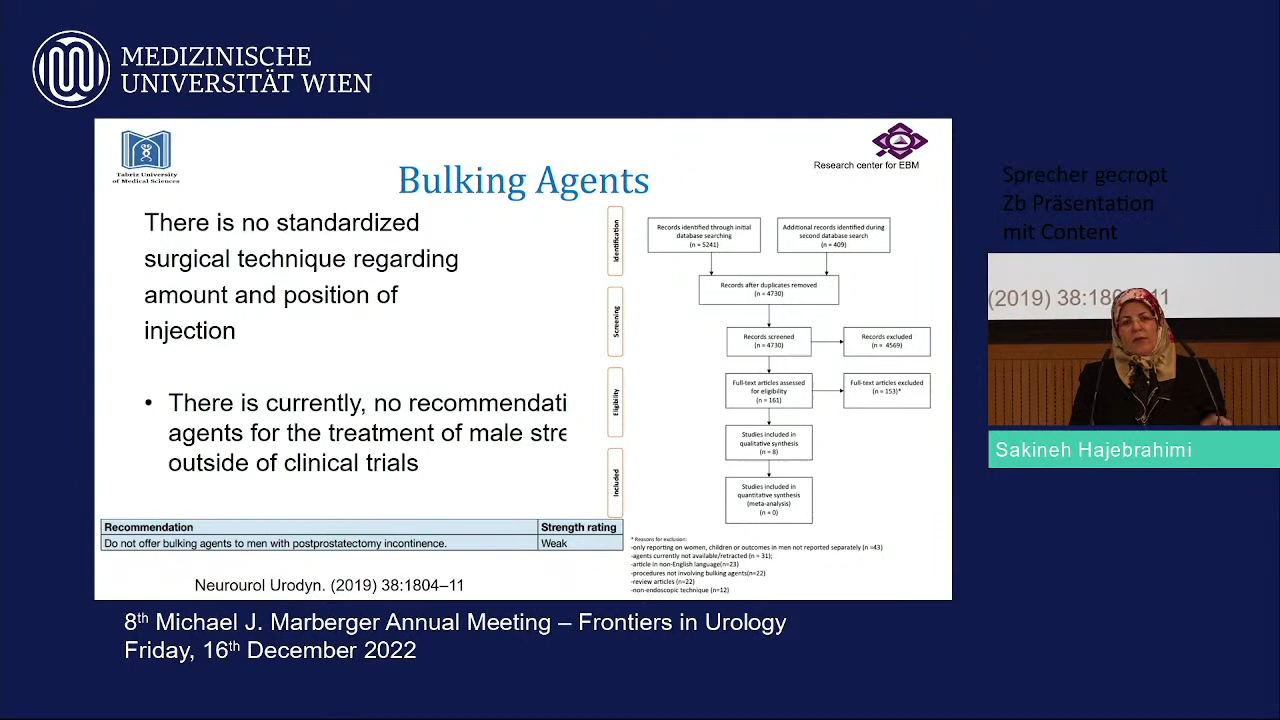 MEDIZINISCHE
UNIVERSITÄT WIEN
Tabriz University
of Medical Sciences
Research center for EBM
Bulking Agents
There is no standardized
surgical technique regarding
amount and position of
injection
• There is currently, no recommendati
agents for the treatment of male stre
outside of clinical trials
Recommendation Strength rating
Do not offer bulking agents to men with postprostatectomy incontinence. Weak
Neurourol Urodyn. (2019) 38:1804–11
Identification
Records identified through initial
database searching
(n = 5241)
Additional records identified during
second database search
(n = 409)
Records after duplicates removed
(n = 4730)
Screening
Records screened
(n = 4730)
Records excluded
(n = 4569)
Eligibility
Full-text articles assessed
for eligibility
(n = 161)
Full-text articles excluded
(n = 153)*
Studies included in
qualitative synthesis
(n = 8)
Included
Studies included in
quantitative synthesis
(meta-analysis)
(n = 0)
* Reasons for exclusion:
-only reporting on women, children or outcomes in men not reported separately (n =43)
-agents currently not available/retracted (n = 31);
-article in non-English language(n=23)
-procedures not involving bulking agents(n=22)
-review articles (n=22)
-non-endoscopic technique (n=12)
Sprecher gecropt
Zb Präsentation
mit Content
(2019) 38:180 11
Sakineh Hajebrahimi
8th Michael J. Marberger Annual Meeting – Frontiers in Urology
Friday, 16th December 2022